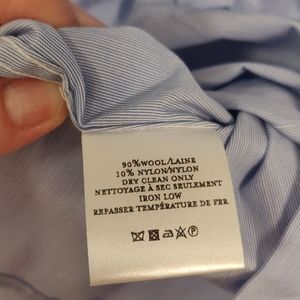 90% WOOL/LAINE
10% NYLON/NYLON
DRY CLEAN ONLY
NETTOYAGE À SEC SEULEMENT
IRON LOW
REPASSER TEMPÉRATURE DE FER